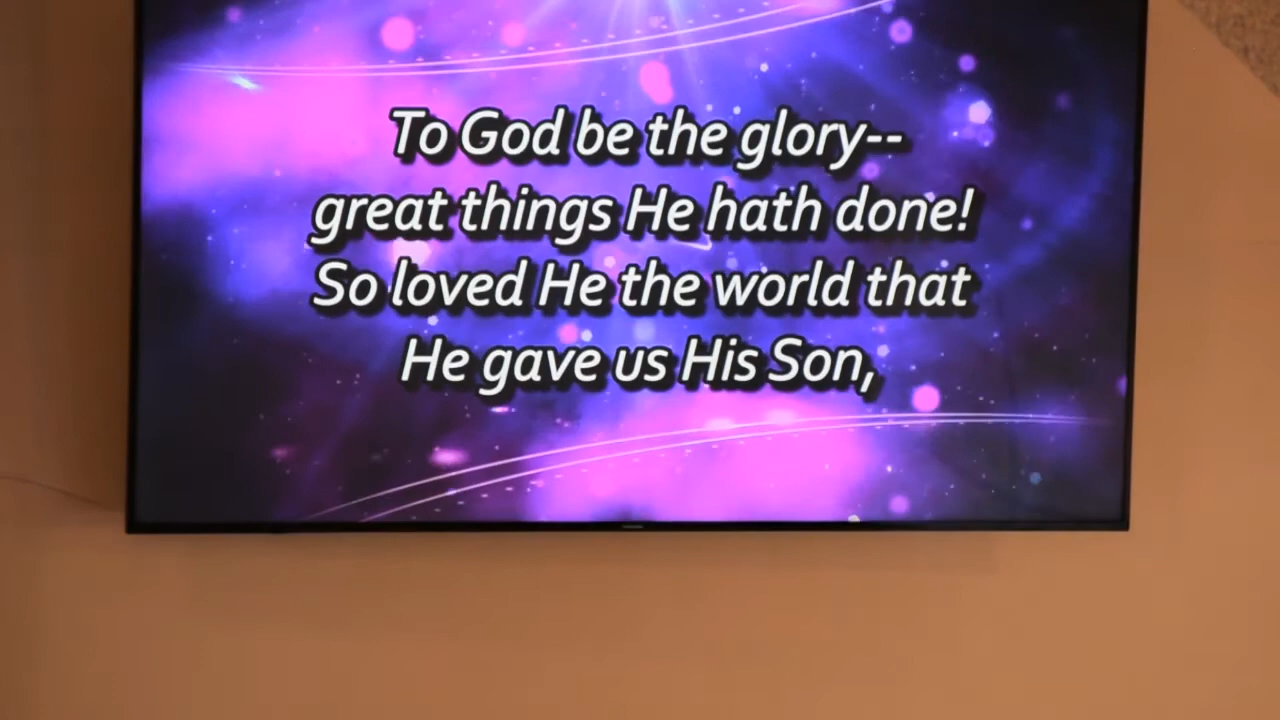 To God be the glory--
great things He hath done!
So loved He the world that
He gave us His Son,